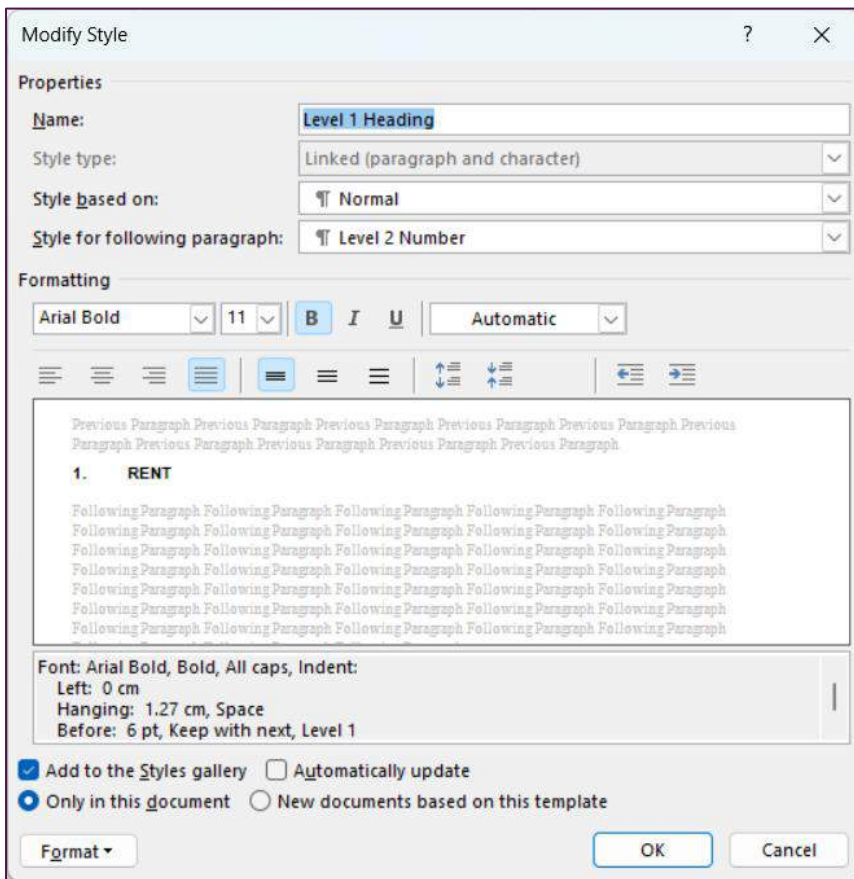 Modify Style ? X
Properties
Name: Level 1 Heading
Style type: Linked (paragraph and character)
Style based on: ¶ Normal
Style for following paragraph: ¶ Level 2 Number
Formatting
Arial Bold 11 B I U Automatic
Previous Paragraph Previous Paragraph Previous Paragraph Previous Paragraph Previous Paragraph Previous
Paragraph Previous Paragraph Previous Paragraph Previous Paragraph Previous Paragraph
1. RENT
Following Paragraph Following Paragraph Following Paragraph Following Paragraph Following Paragraph
Following Paragraph Following Paragraph Following Paragraph Following Paragraph Following Paragraph
Following Paragraph Following Paragraph Following Paragraph Following Paragraph Following Paragraph
Following Paragraph Following Paragraph Following Paragraph Following Paragraph Following Paragraph
Following Paragraph Following Paragraph Following Paragraph Following Paragraph Following Paragraph
Following Paragraph Following Paragraph Following Paragraph Following Paragraph Following Paragraph
Following Paragraph Following Paragraph Following Paragraph Following Paragraph Following Paragraph
Font: Arial Bold, Bold, All caps, Indent:
Left: 0 cm
Hanging: 1.27 cm, Space
Before: 6 pt, Keep with next, Level 1
Add to the Styles gallery Automatically update
Only in this document New documents based on this template
Format OK Cancel